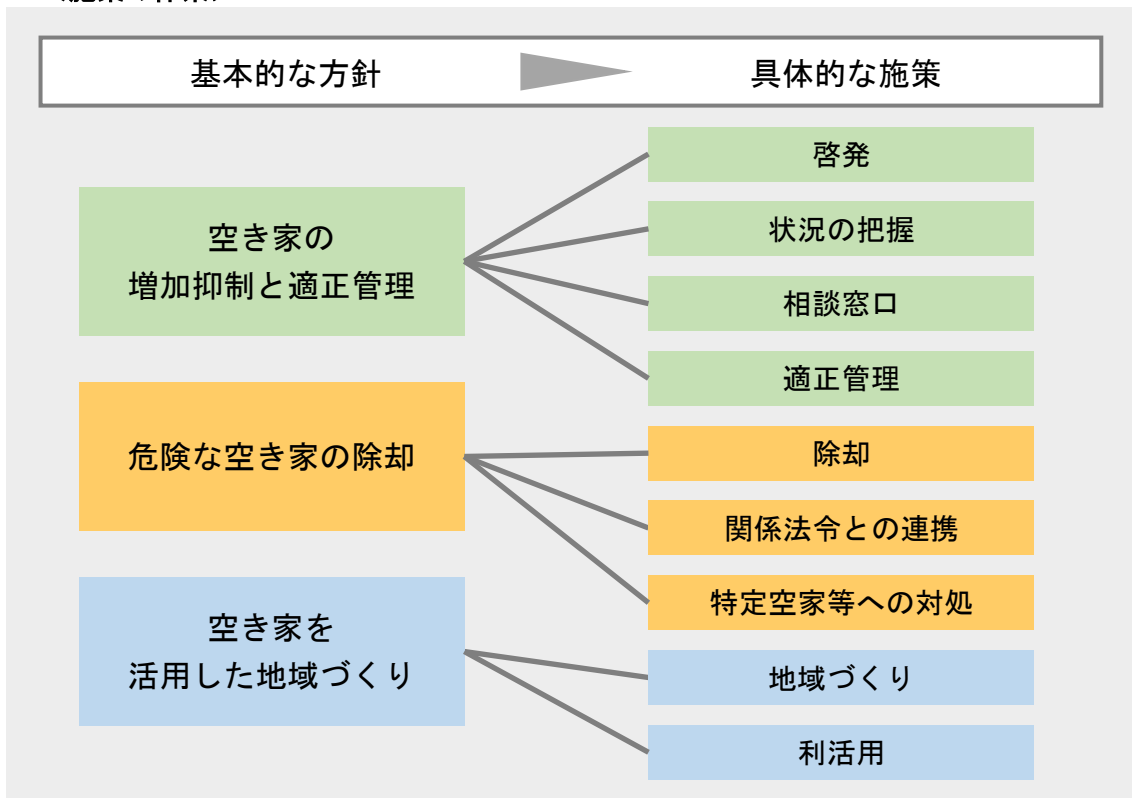 基本的な方針
具体的な施策
空き家の
増加抑制と適正管理
啓発
状況の把握
相談窓口
適正管理
危険な空き家の除却
除却
関係法令との連携
特定空家等への対処
空き家を
活用した地域づくり
地域づくり
利活用